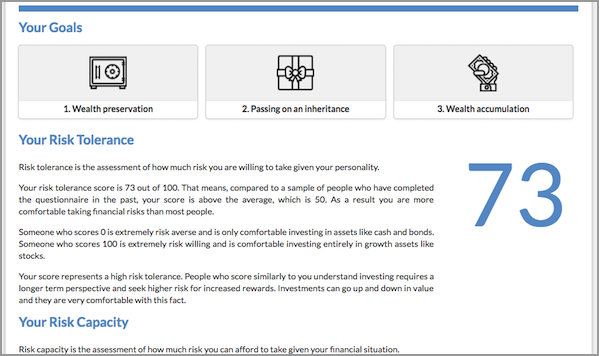 Your Goals
1. Wealth preservation
2. Passing on an inheritance
3. Wealth accumulation
Your Risk Tolerance
Risk tolerance is the assessment of how much risk you are willing to take given your personality.
73
Your risk tolerance score is 73 out of 100. That means, compared to a sample of people who have completed
the questionnaire in the past, your score is above the average, which is 50. As a result you are more
comfortable taking financial risks than most people.
Someone who scores 0 is extremely risk averse and is only comfortable investing in assets like cash and bonds.
Someone who scores 100 is extremely risk willing and is comfortable investing entirely in growth assets like
stocks.
Your score represents a high risk tolerance. People who score similarly to you understand investing requires a
longer term perspective and seek higher risk for increased rewards. Investments can go up and down in value
and they are very comfortable with this fact.
Your Risk Capacity
Risk capacity is the assessment of how much risk you can afford to take given your financial situation.